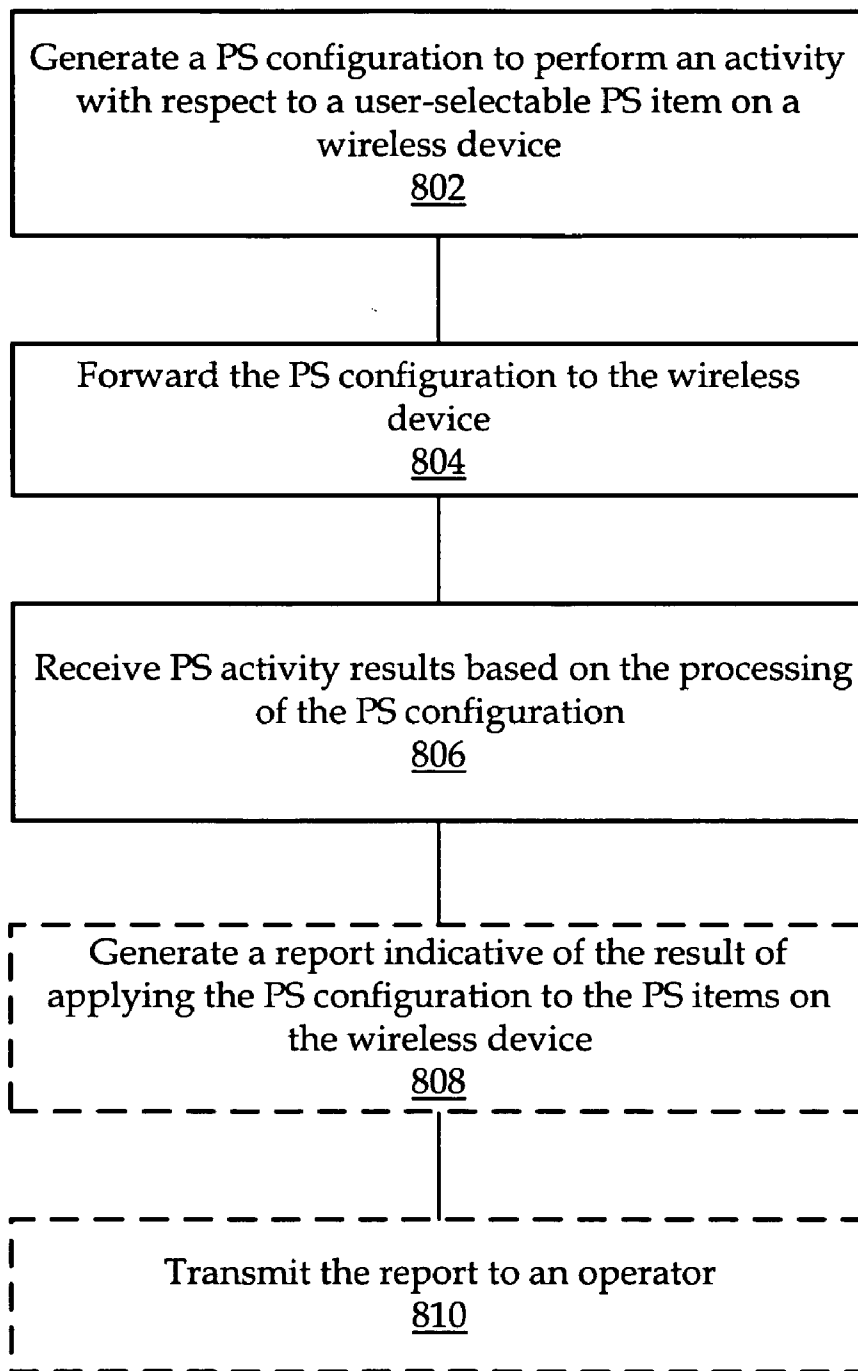 Generate a PS configuration to perform an activity
with respect to a user-selectable PS item on a
wireless device
802
Forward the PS configuration to the wireless
device
804
Receive PS activity results based on the processing
of the PS configuration
806
Generate a report indicative of the result of
applying the PS configuration to the PS items on
the wireless device
808
Transmit the report to an operator
810